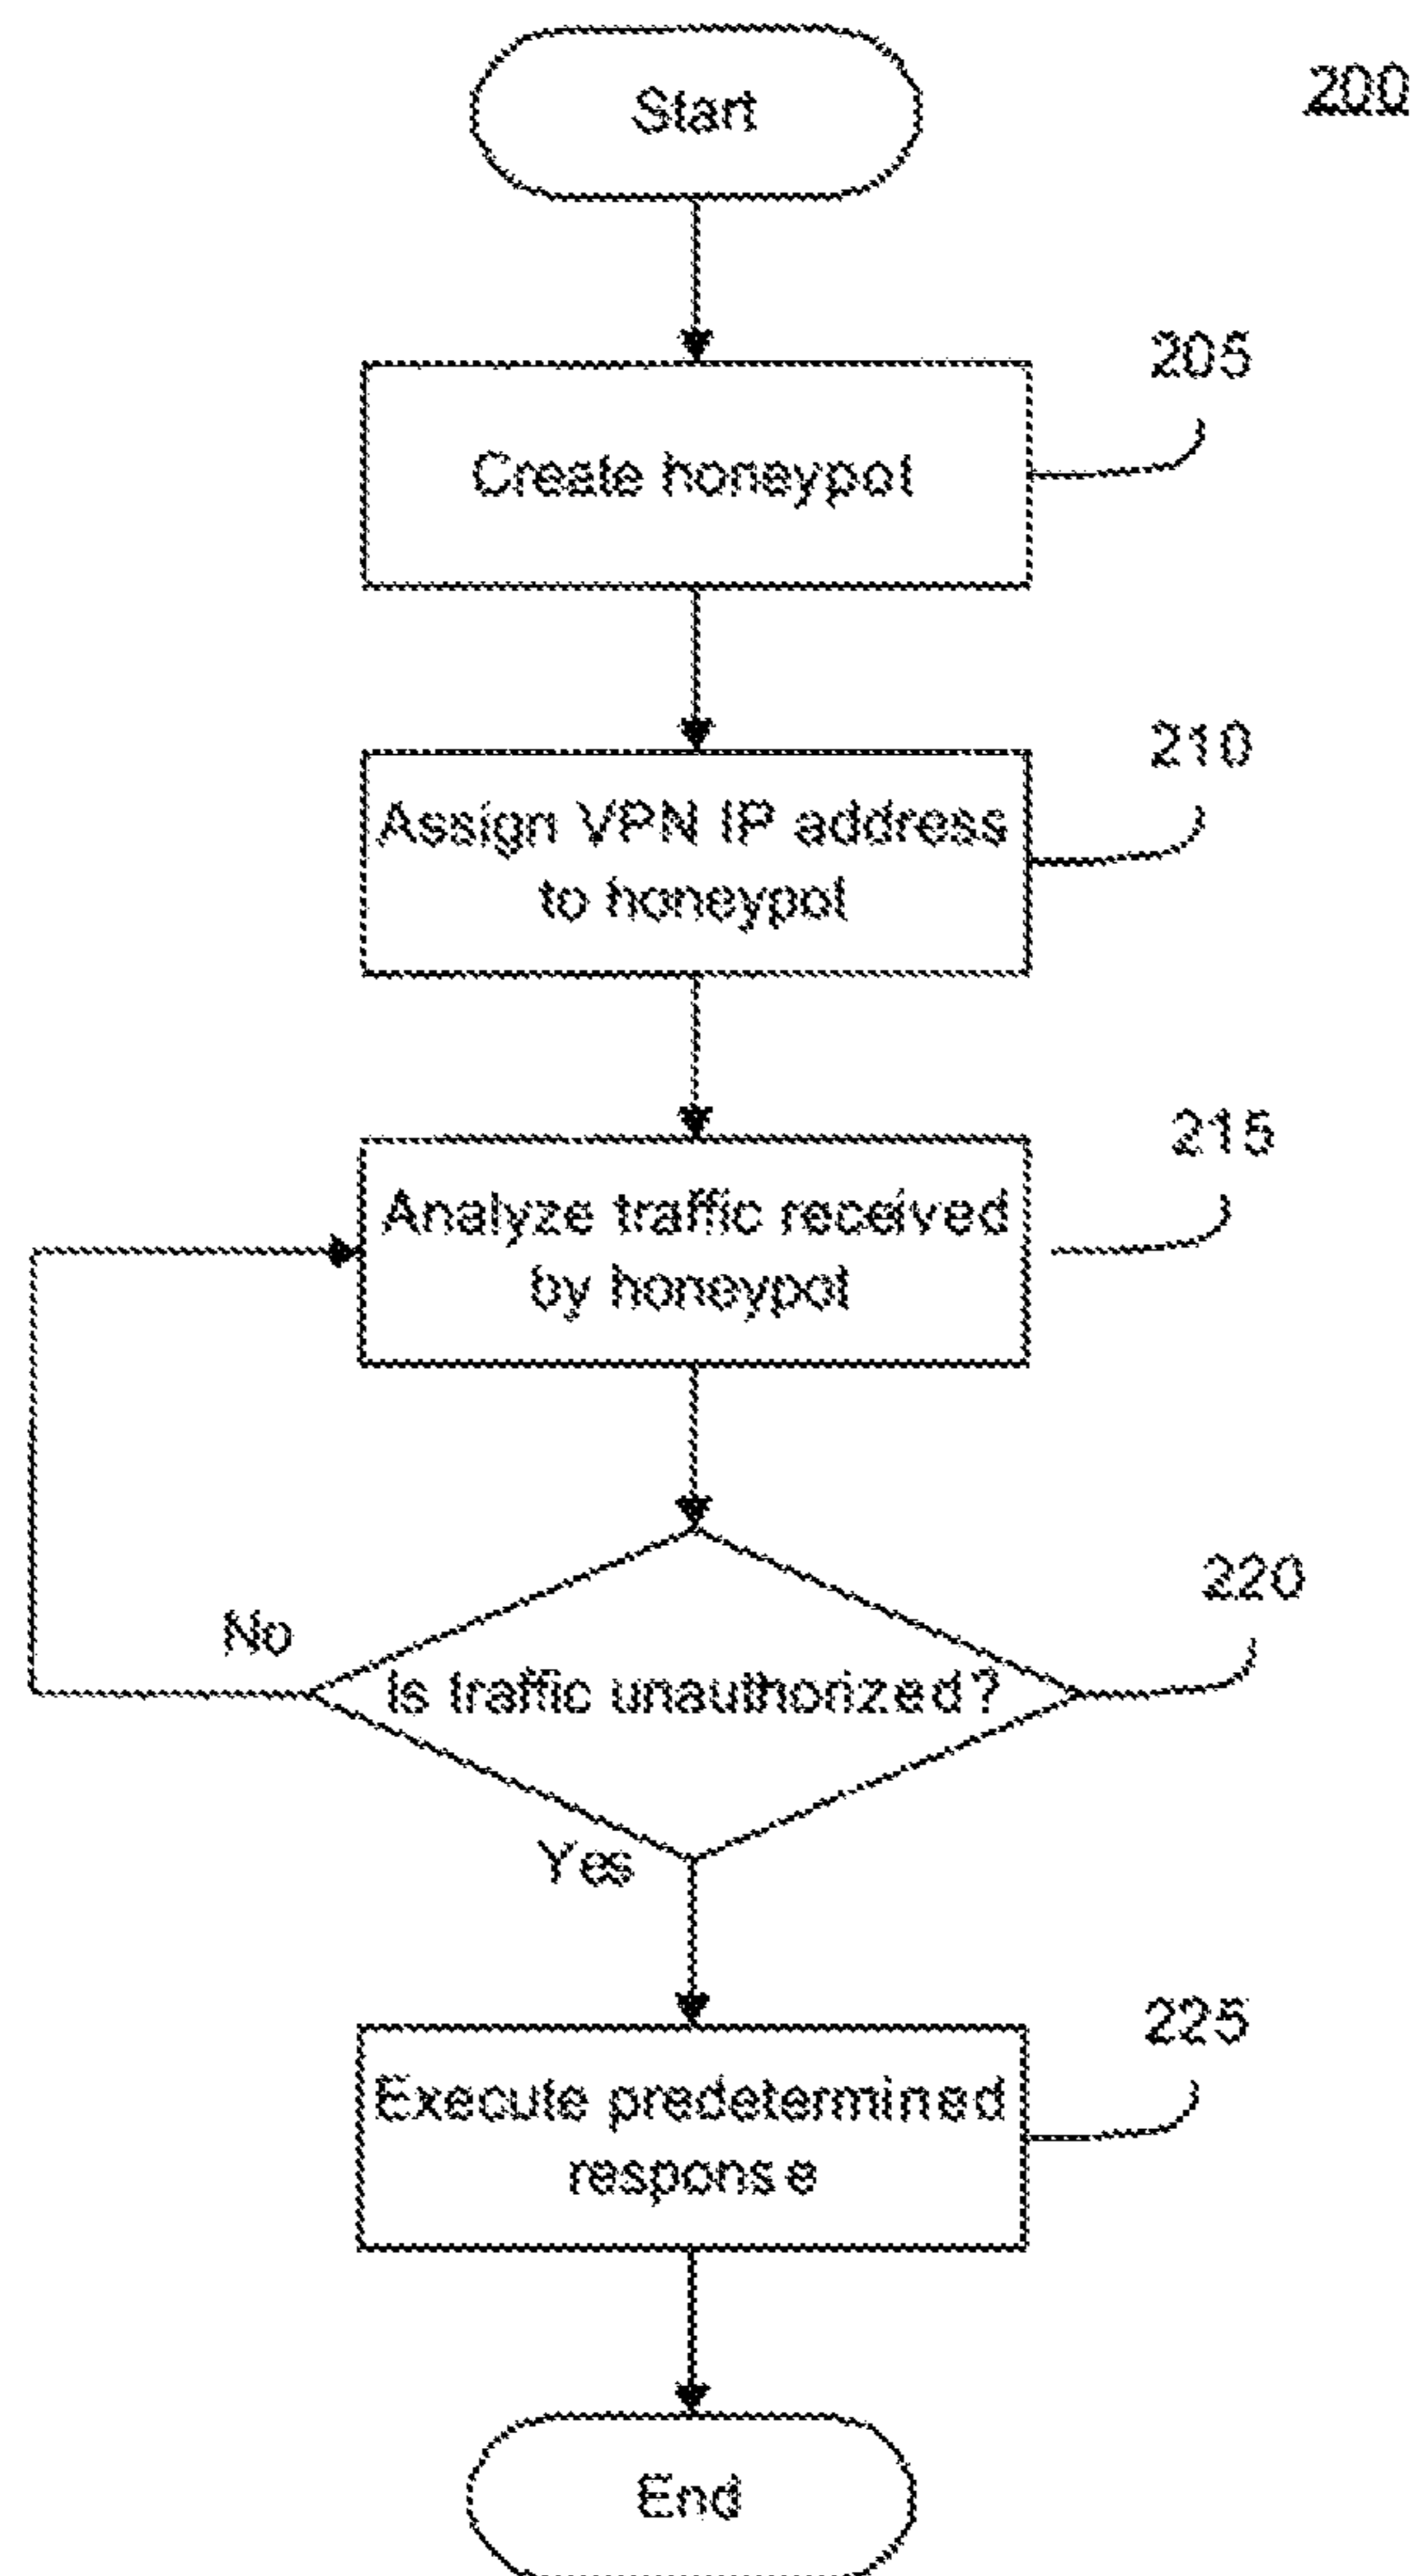 200
Start
205
Create honeypot
210
Assign VPN IP address
to honeypot
215
Analyze traffic received
by honeypot
220
No
Is traffic unauthorized?
Yes
225
Execute predetermined
response
End